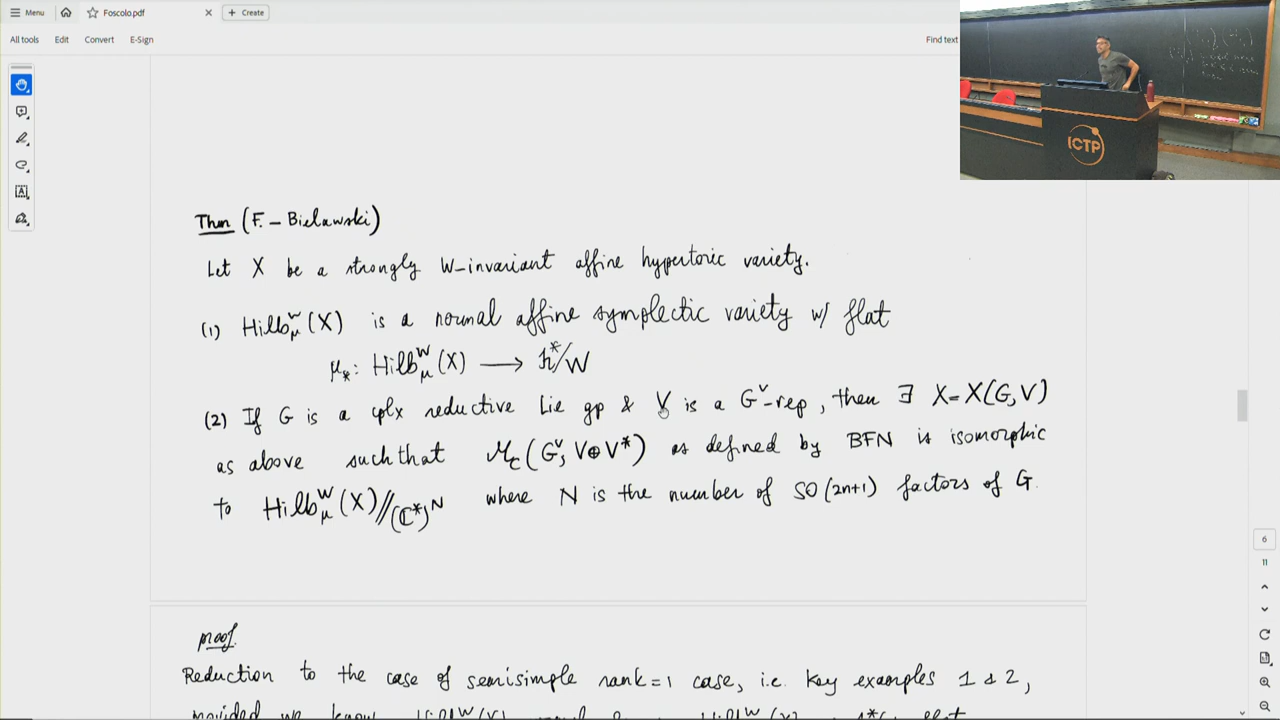 Menu
Foscolo.pdf
Create
All tools Edit Convert E-Sign
Find text
ICTP
Thm (F. – Bielawski)
Let X be a strongly W-invariant affine hypertoric variety.
(1) Hilb^W_μ(X) is a normal affine symplectic variety w/ flat
μ_*: Hilb^W_μ(X) ⟶ h^*/W
(2) If G is a cplx reductive Lie gp & V is a G^∨-rep, then ∃ X = X(G,V)
as above such that M_C(G^∨, V⊕V*) as defined by BFN is isomorphic
to Hilb^W_μ(X)//(C*)^N where N is the number of SO(2n+1) factors of G.
6
11
proof.
Reduction to the case of semisimple rank=1 case, i.e. key examples 1 & 2,
provided we know